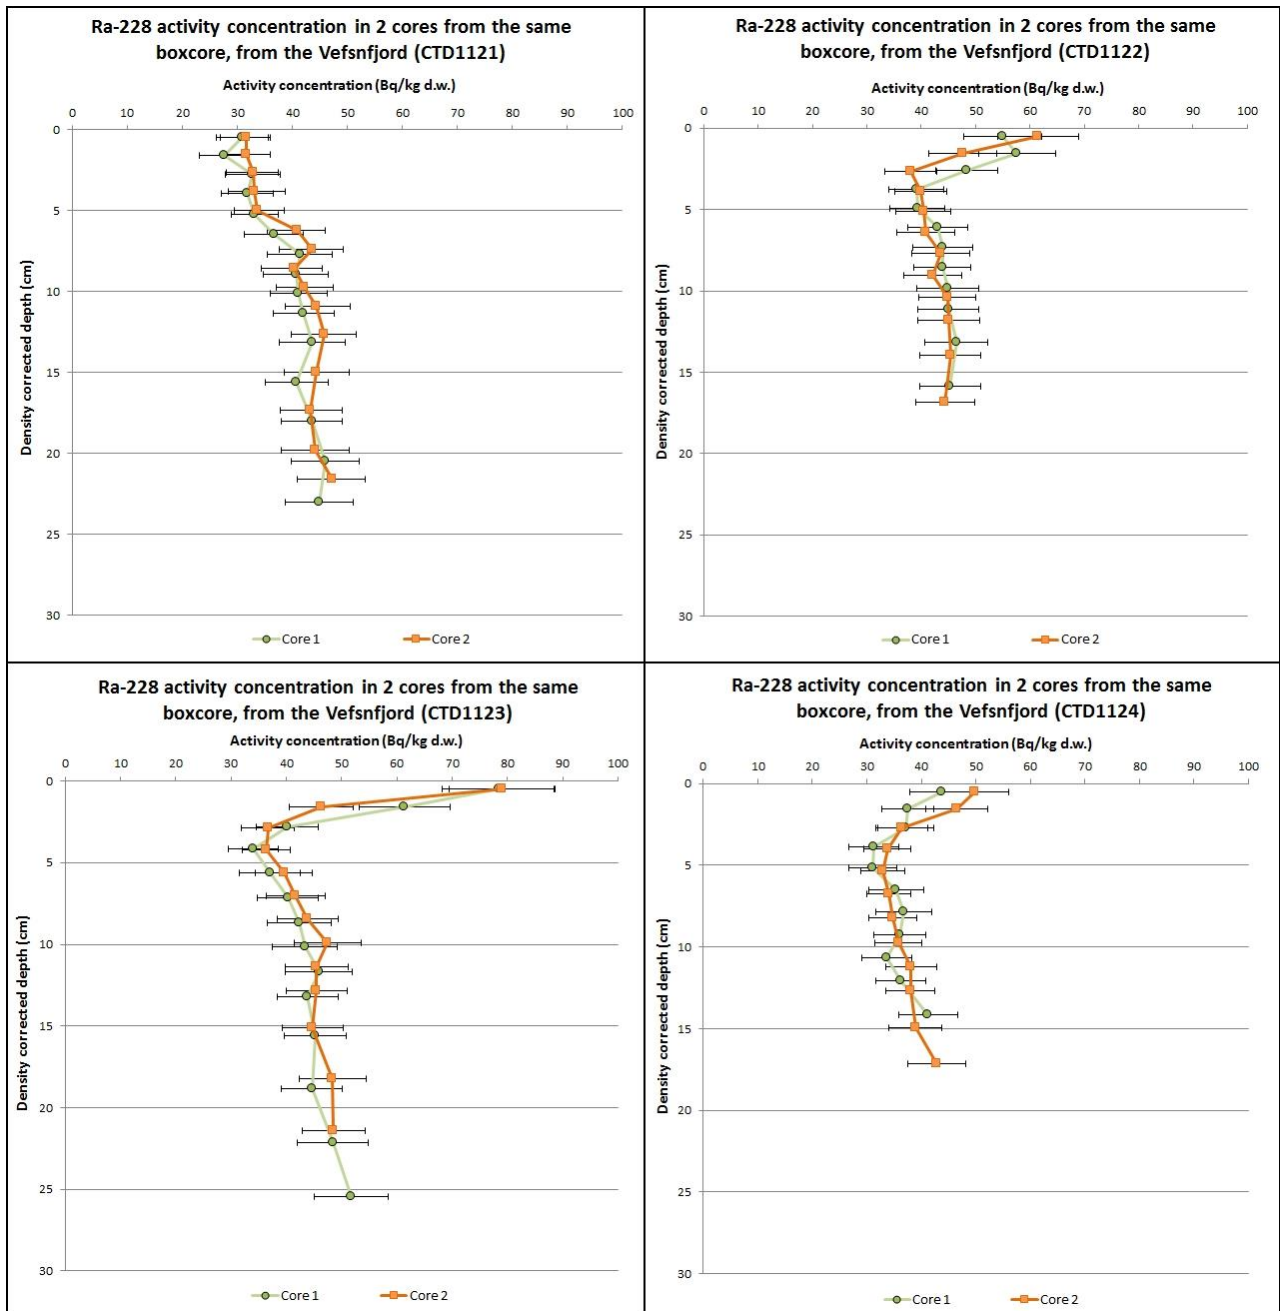 Ra-228 activity concentration in 2 cores from the same
boxcore, from the Vefsnfjord (CTD1121)
Activity concentration (Bq/kg d.w.)
0 10 20 30 40 50 60 70 80 90 100
0
5
10
15
20
25
30
Density corrected depth (cm)
Core 1 Core 2
Ra-228 activity concentration in 2 cores from the same
boxcore, from the Vefsnfjord (CTD1122)
Activity concentration (Bq/kg d.w.)
0 10 20 30 40 50 60 70 80 90 100
0
5
10
15
20
25
30
Density corrected depth (cm)
Core 1 Core 2
Ra-228 activity concentration in 2 cores from the same
boxcore, from the Vefsnfjord (CTD1123)
Activity concentration (Bq/kg d.w.)
0 10 20 30 40 50 60 70 80 90 100
0
5
10
15
20
25
30
Density corrected depth (cm)
Core 1 Core 2
Ra-228 activity concentration in 2 cores from the same
boxcore, from the Vefsnfjord (CTD1124)
Activity concentration (Bq/kg d.w.)
0 10 20 30 40 50 60 70 80 90 100
0
5
10
15
20
25
30
Density corrected depth (cm)
Core 1 Core 2